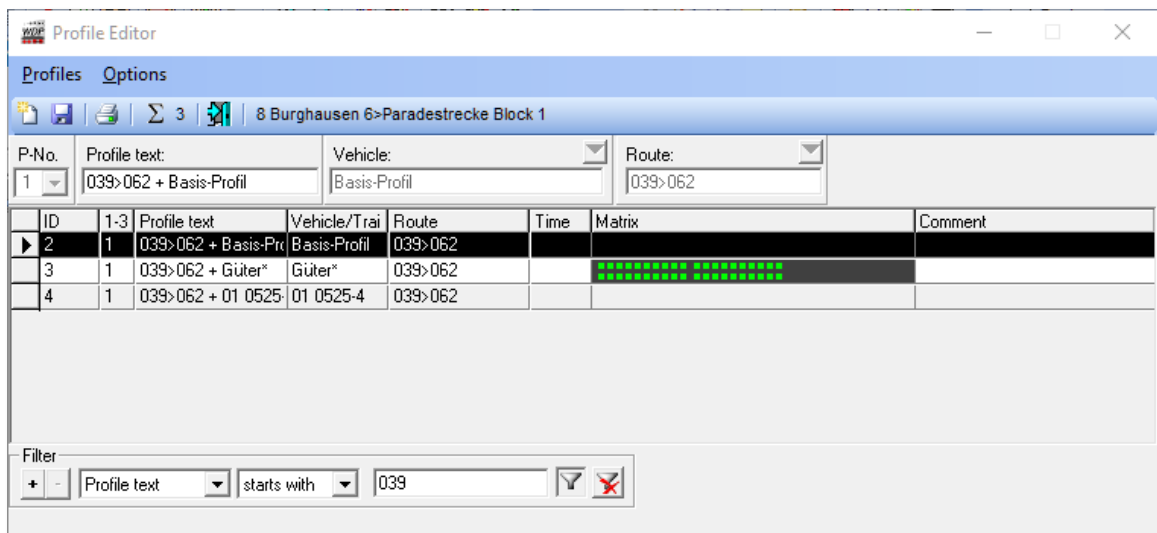 WDP Profile Editor
Profiles Options
Σ 3 8 Burghausen 6>Paradestrecke Block 1
P-No. Profile text: Vehicle: Route:
1 039>062 + Basis-Profil Basis-Profil 039>062
ID 1-3 Profile text Vehicle/Trai Route Time Matrix Comment
2 1 039>062 + Basis-Pro Basis-Profil 039>062
3 1 039>062 + Güter* Güter* 039>062
4 1 039>062 + 01 0525- 01 0525-4 039>062
Filter
+ - Profile text starts with 039